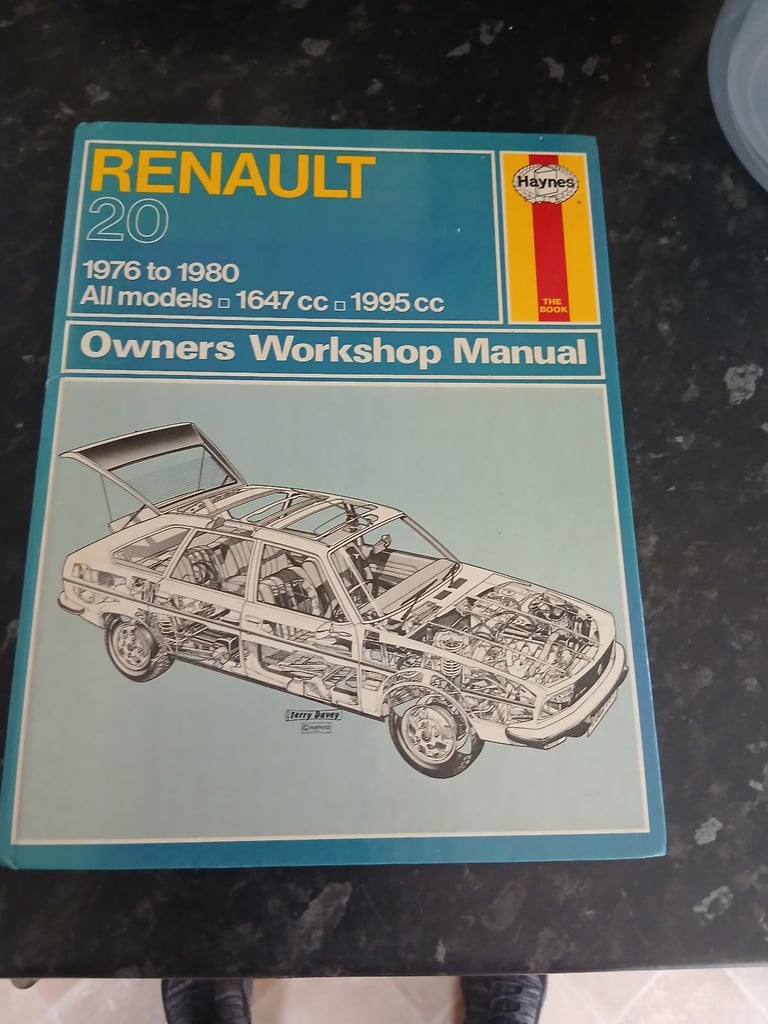 RENAULT
20
1976 to 1980
All models □ 1647 cc □ 1995 cc
Haynes
THE
BOOK
Owners Workshop Manual
Terry Davey
© HAYNES